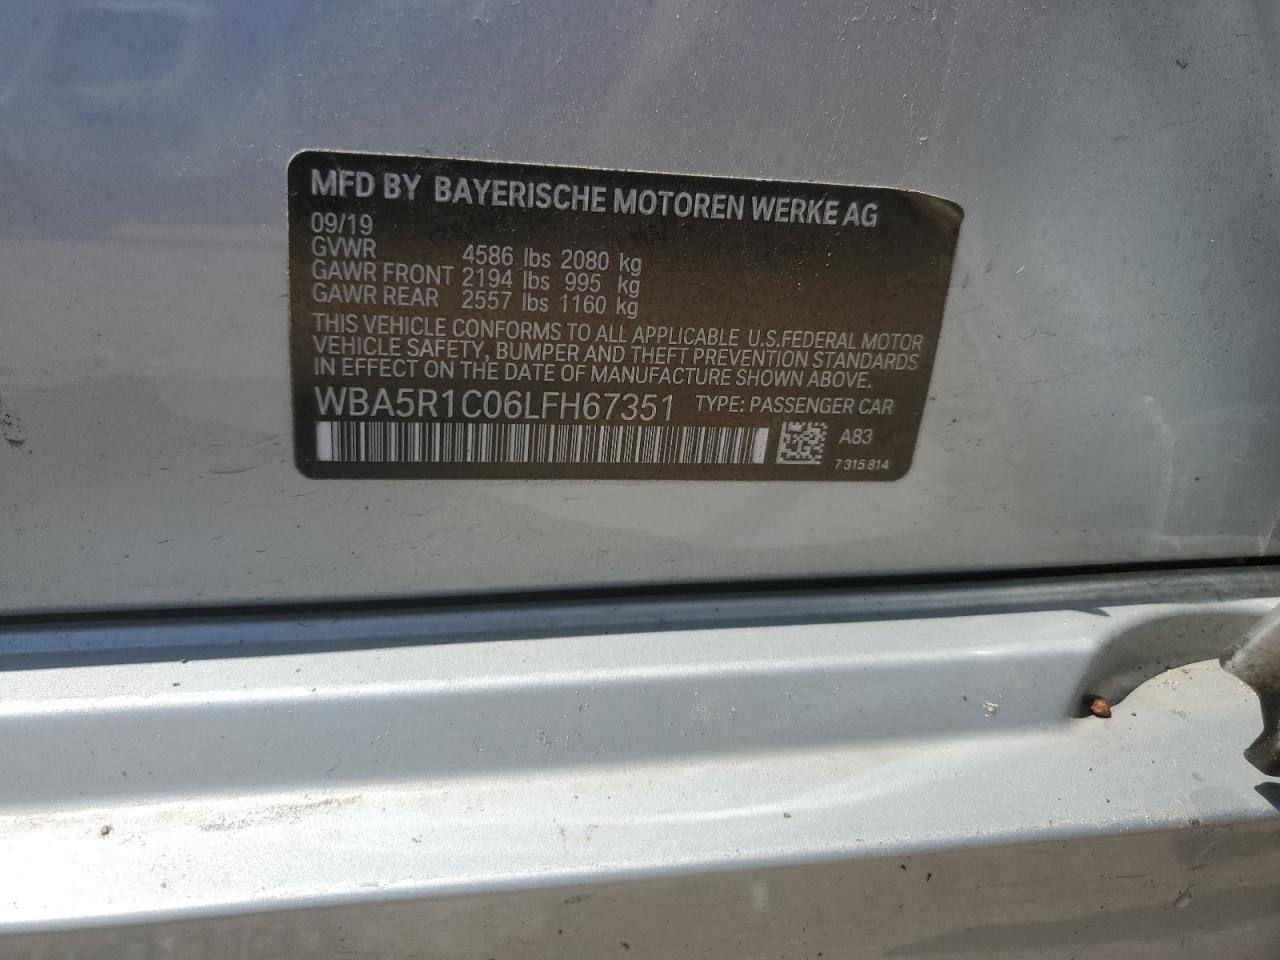 MFD BY BAYERISCHE MOTOREN WERKE AG
09/19
GVWR 4586 lbs 2080 kg
GAWR FRONT 2194 lbs 995 kg
GAWR REAR 2557 lbs 1160 kg
THIS VEHICLE CONFORMS TO ALL APPLICABLE U.S.FEDERAL MOTOR
VEHICLE SAFETY, BUMPER AND THEFT PREVENTION STANDARDS
IN EFFECT ON THE DATE OF MANUFACTURE SHOWN ABOVE.
WBA5R1C06LFH67351 TYPE: PASSENGER CAR
A83
7 315 814